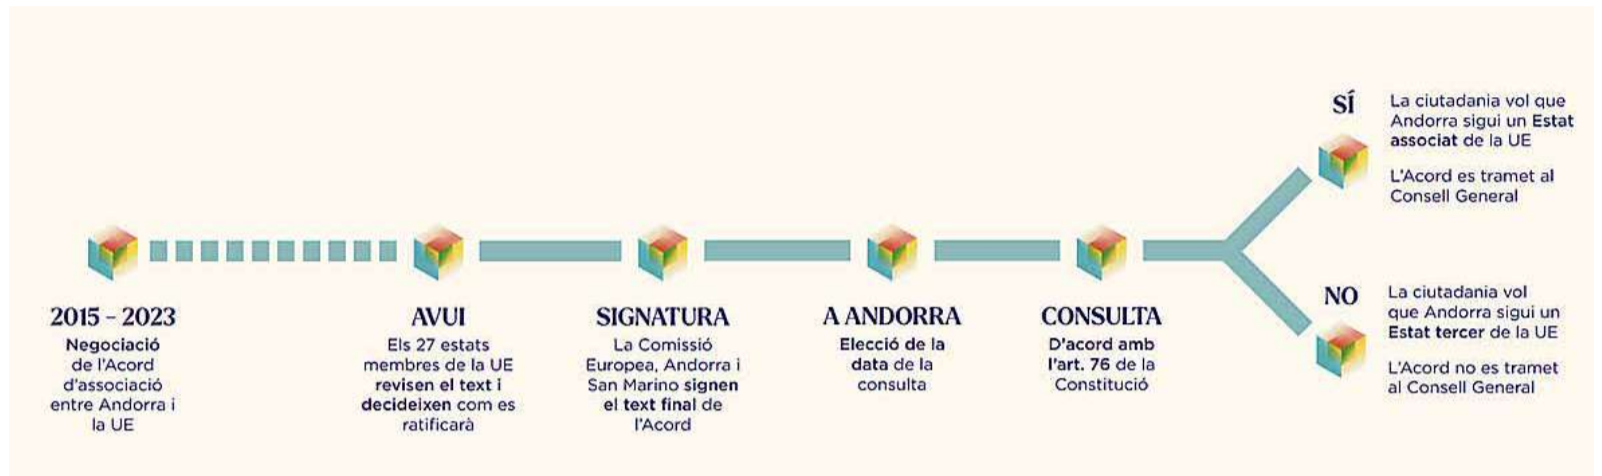 2015 – 2023
Negociació
de l'Acord
d'associació
entre Andorra i
la UE
AVUI
Els 27 estats
membres de la UE
revisen el text i
decideixen com es
ratificarà
SIGNATURA
La Comissió
Europea, Andorra i
San Marino signen
el text final de
l'Acord
A ANDORRA
Elecció de la
data de la
consulta
CONSULTA
D'acord amb
l'art. 76 de la
Constitució
SÍ
La ciutadania vol que
Andorra sigui un Estat
associat de la UE
L'Acord es tramet al
Consell General
NO
La ciutadania vol
que Andorra sigui un
Estat tercer de la UE
L'Acord no es tramet
al Consell General